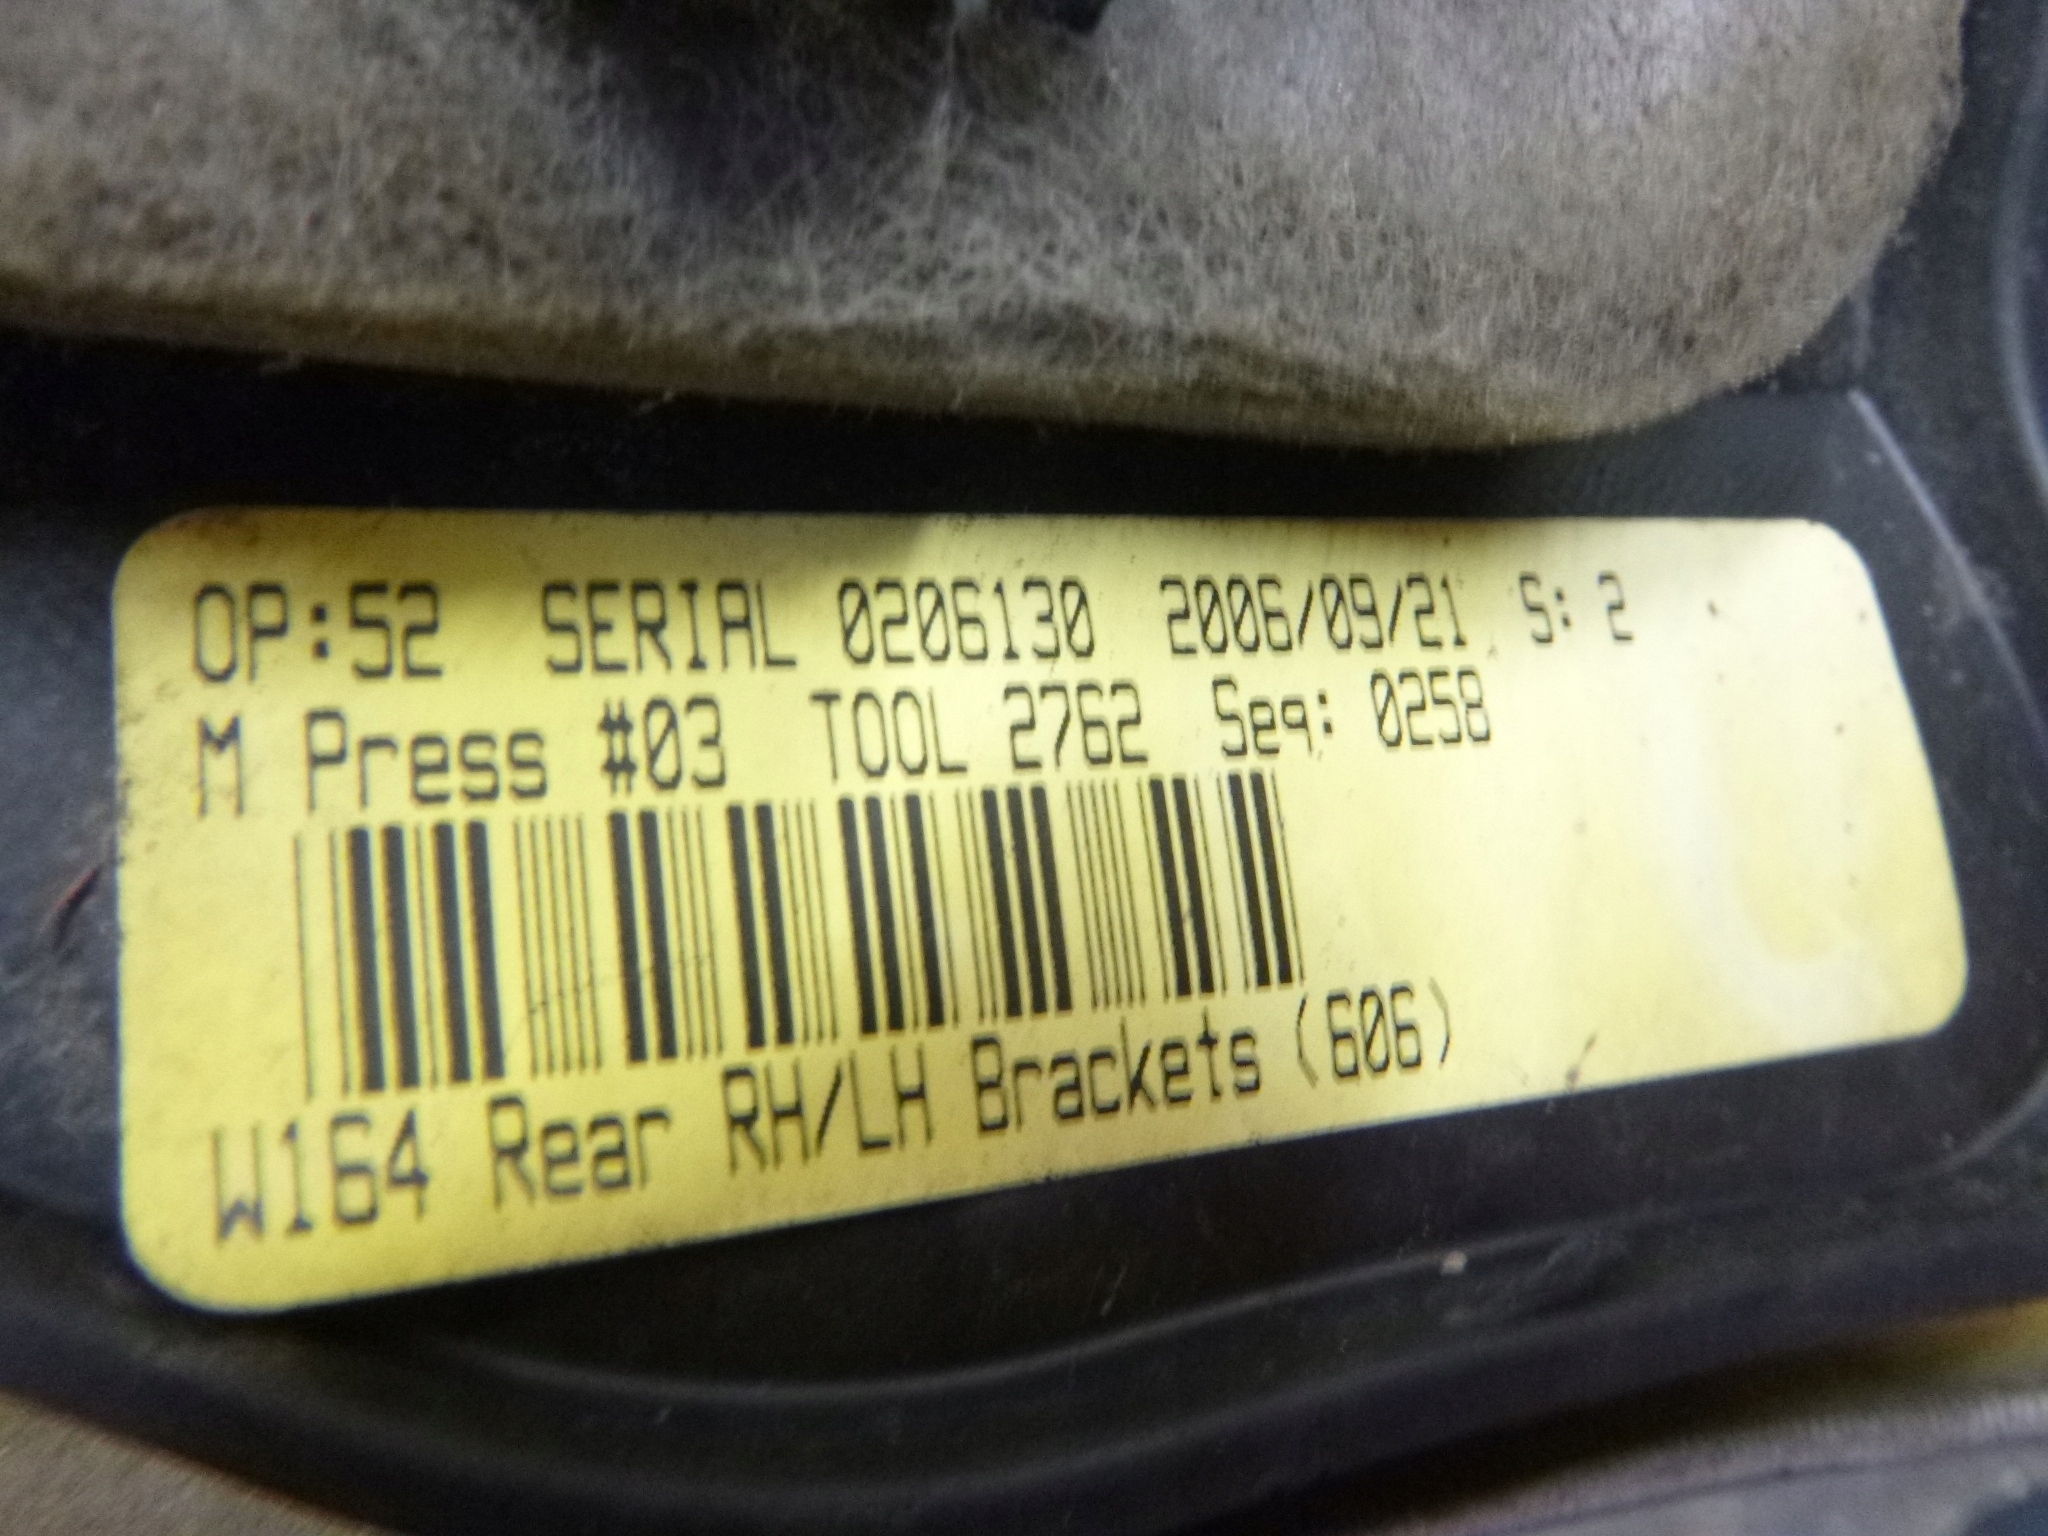 OP:52 SERIAL 0206130 2006/09/21 S: 2
M Press #03 TOOL 2762 Seq: 0258
W164 Rear RH/LH Brackets (606)